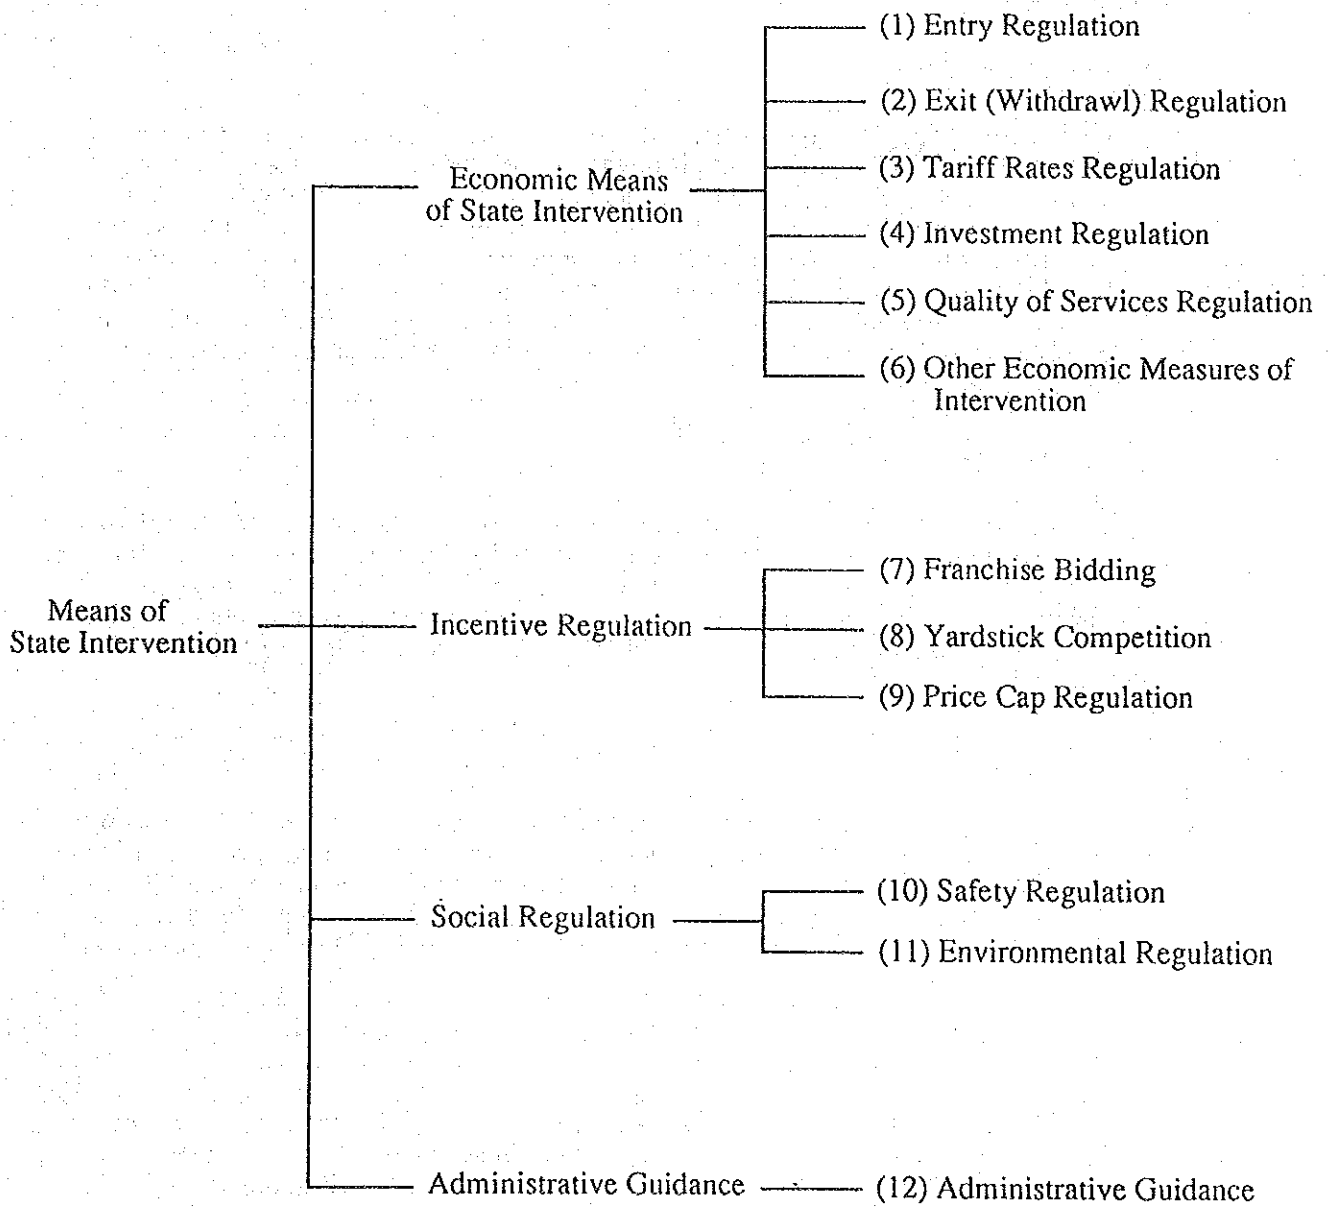 Means of
State Intervention
Economic Means
of State Intervention
(1) Entry Regulation
(2) Exit (Withdrawl) Regulation
(3) Tariff Rates Regulation
(4) Investment Regulation
(5) Quality of Services Regulation
(6) Other Economic Measures of
Intervention
Incentive Regulation
(7) Franchise Bidding
(8) Yardstick Competition
(9) Price Cap Regulation
Social Regulation
(10) Safety Regulation
(11) Environmental Regulation
Administrative Guidance
(12) Administrative Guidance